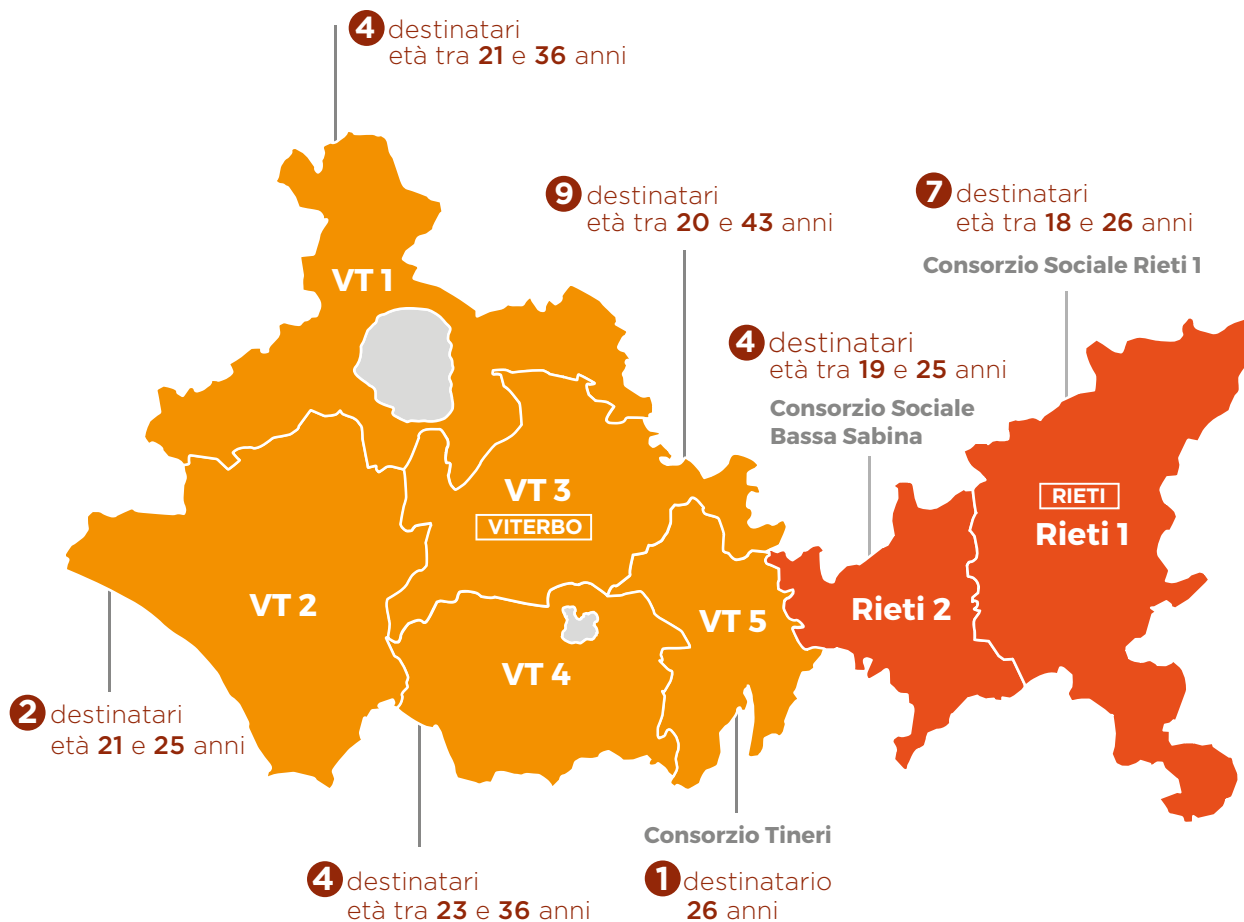 4 destinatari
età tra 21 e 36 anni
9 destinatari
età tra 20 e 43 anni
7 destinatari
età tra 18 e 26 anni
Consorzio Sociale Rieti 1
VT 1
4 destinatari
età tra 19 e 25 anni
Consorzio Sociale
Bassa Sabina
VT 3
VITERBO
RIETI
Rieti 1
VT 2
VT 5
Rieti 2
VT 4
2 destinatari
età 21 e 25 anni
Consorzio Tineri
4 destinatari
età tra 23 e 36 anni
1 destinatario
26 anni